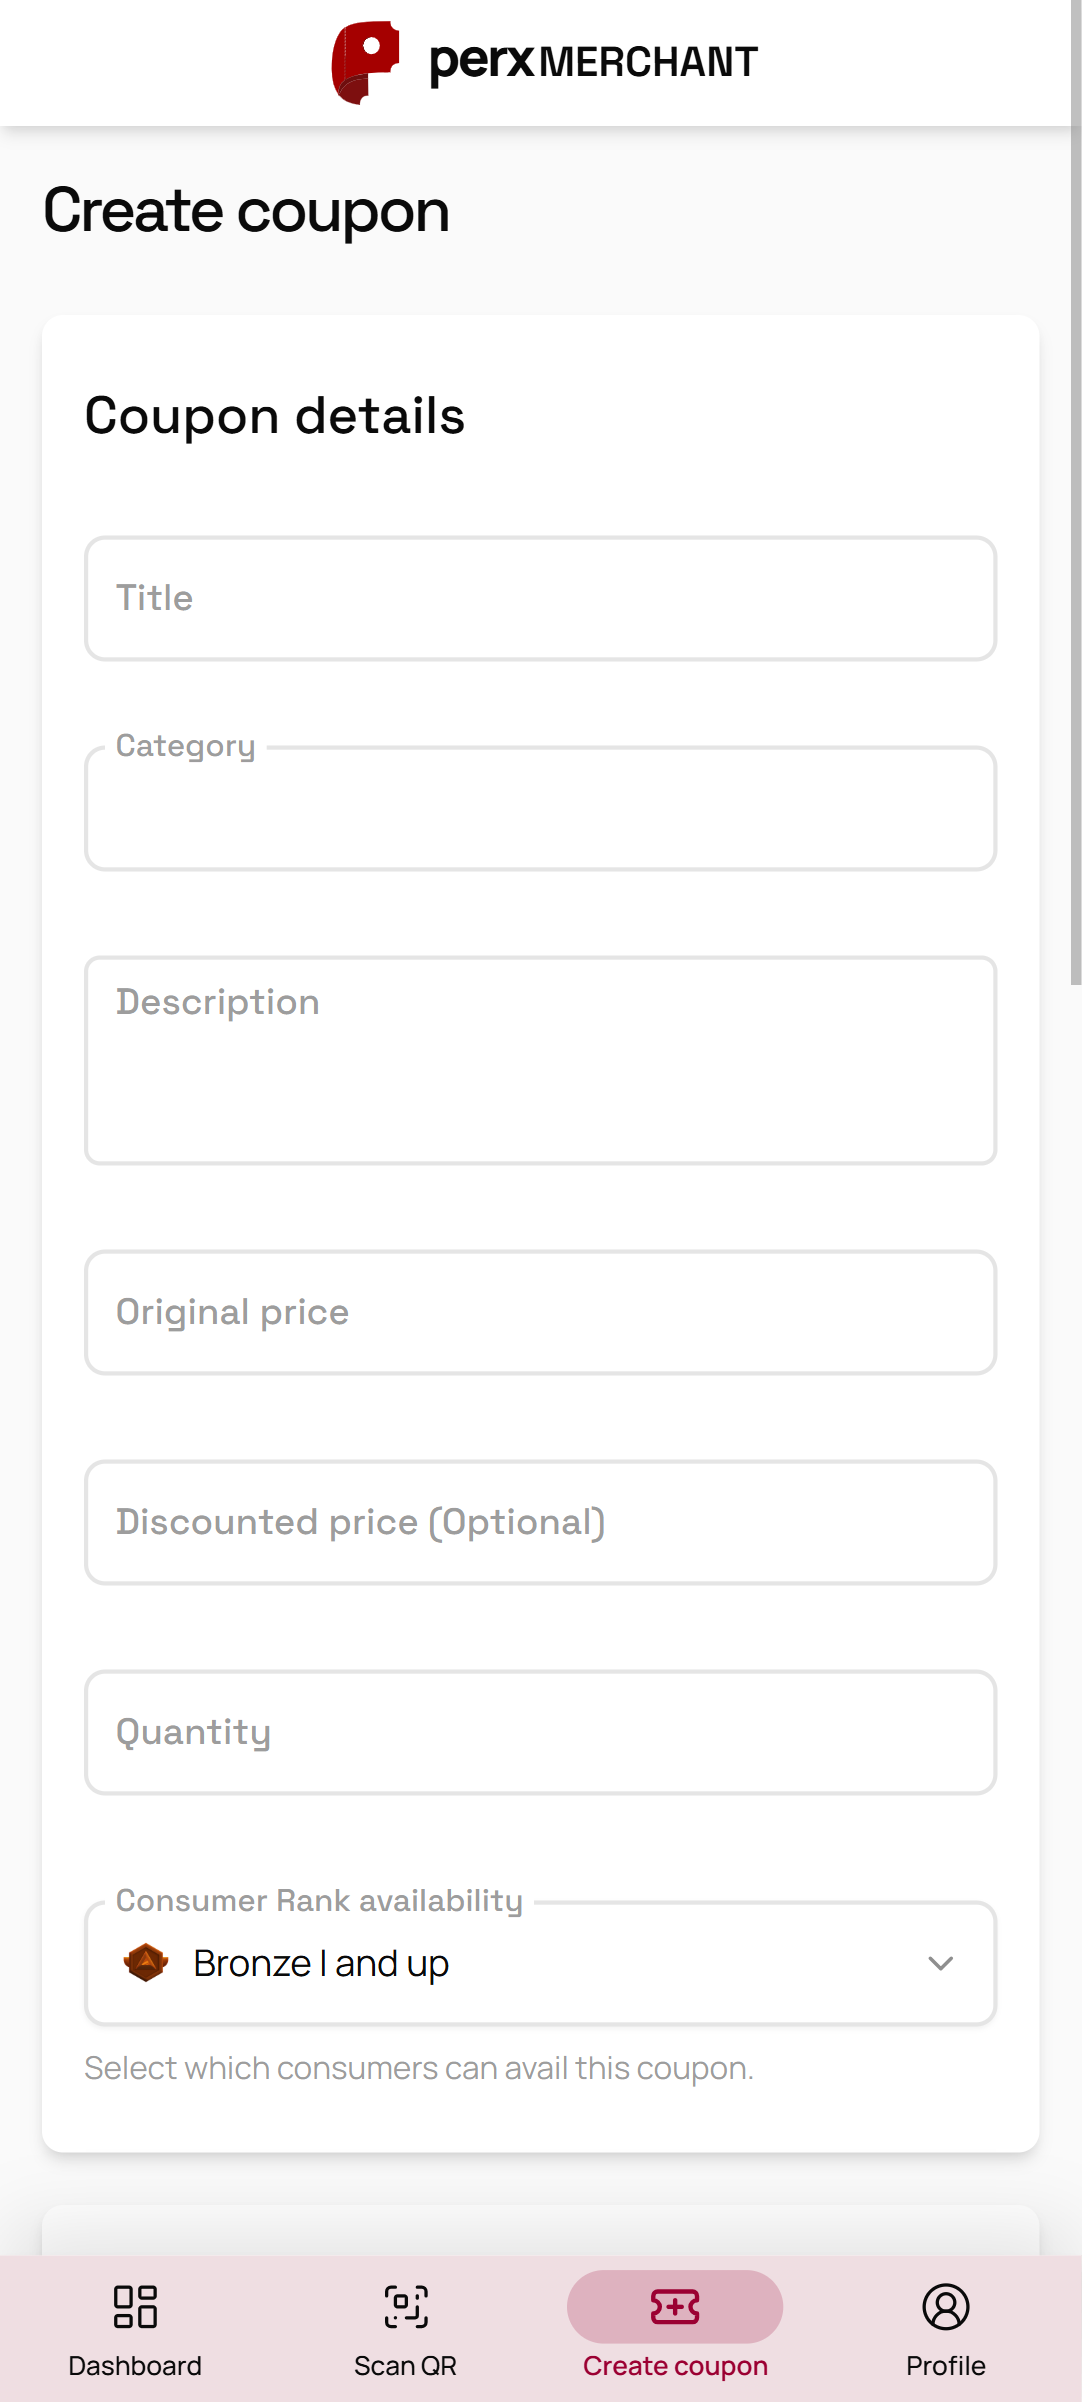 perx MERCHANT
Create coupon
Coupon details
Title
Category
Description
Original price
Discounted price (Optional)
Quantity
Consumer Rank availability
Bronze I and up
Select which consumers can avail this coupon.
Dashboard
Scan QR
Create coupon
Profile